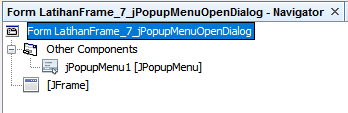 Form LatihanFrame_7_jPopupMenuOpenDialog - Navigator
Form LatihanFrame_7_jPopupMenuOpenDialog
Other Components
jPopupMenu1 [JPopupMenu]
[JFrame]